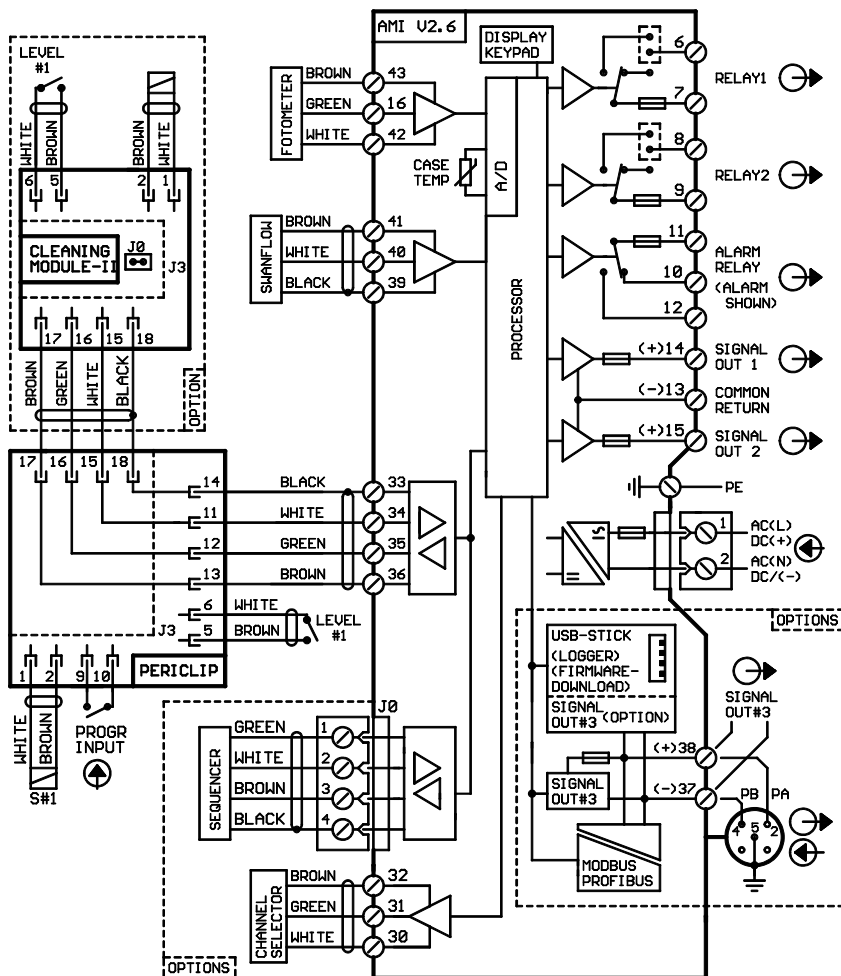 AMI V2.6
DISPLAY
KEYPAD
LEVEL
#1
WHITE
BROWN
BROWN
WHITE
6
5
2
1
CLEANING
MODULE-II
J0
J3
17
16
15
18
BROWN
GREEN
WHITE
BLACK
OPTION
FOTOMETER
BROWN
43
GREEN
16
WHITE
42
CASE
TEMP
A/D
SWANFLOW
BROWN
41
WHITE
40
BLACK
39
PROCESSOR
6
7
RELAY1
8
9
RELAY2
11
10
12
ALARM
RELAY
(ALARM
SHOWN)
(+)14
SIGNAL
OUT 1
(-)13
COMMON
RETURN
(+)15
SIGNAL
OUT 2
PE
1
AC(L)
DC(+)
2
AC(N)
DC/(-)
17
16
15
18
14
BLACK
33
11
WHITE
34
12
GREEN
35
13
BROWN
36
6
WHITE
5
BROWN
LEVEL
#1
J3
PERICLIP
1
2
9
10
WHITE
BROWN
S#1
PROGR
INPUT
J0
SEQUENCER
GREEN
1
WHITE
2
BROWN
3
BLACK
4
CHANNEL
SELECTOR
BROWN
32
GREEN
31
WHITE
30
OPTIONS
OPTIONS
USB-STICK
(LOGGER)
(FIRMWARE-
DOWNLOAD)
SIGNAL
OUT#3 (OPTION)
SIGNAL
OUT#3
SIGNAL
OUT#3
(+)38
(-)37
PB
PA
4
5
2
MODBUS
PROFIBUS